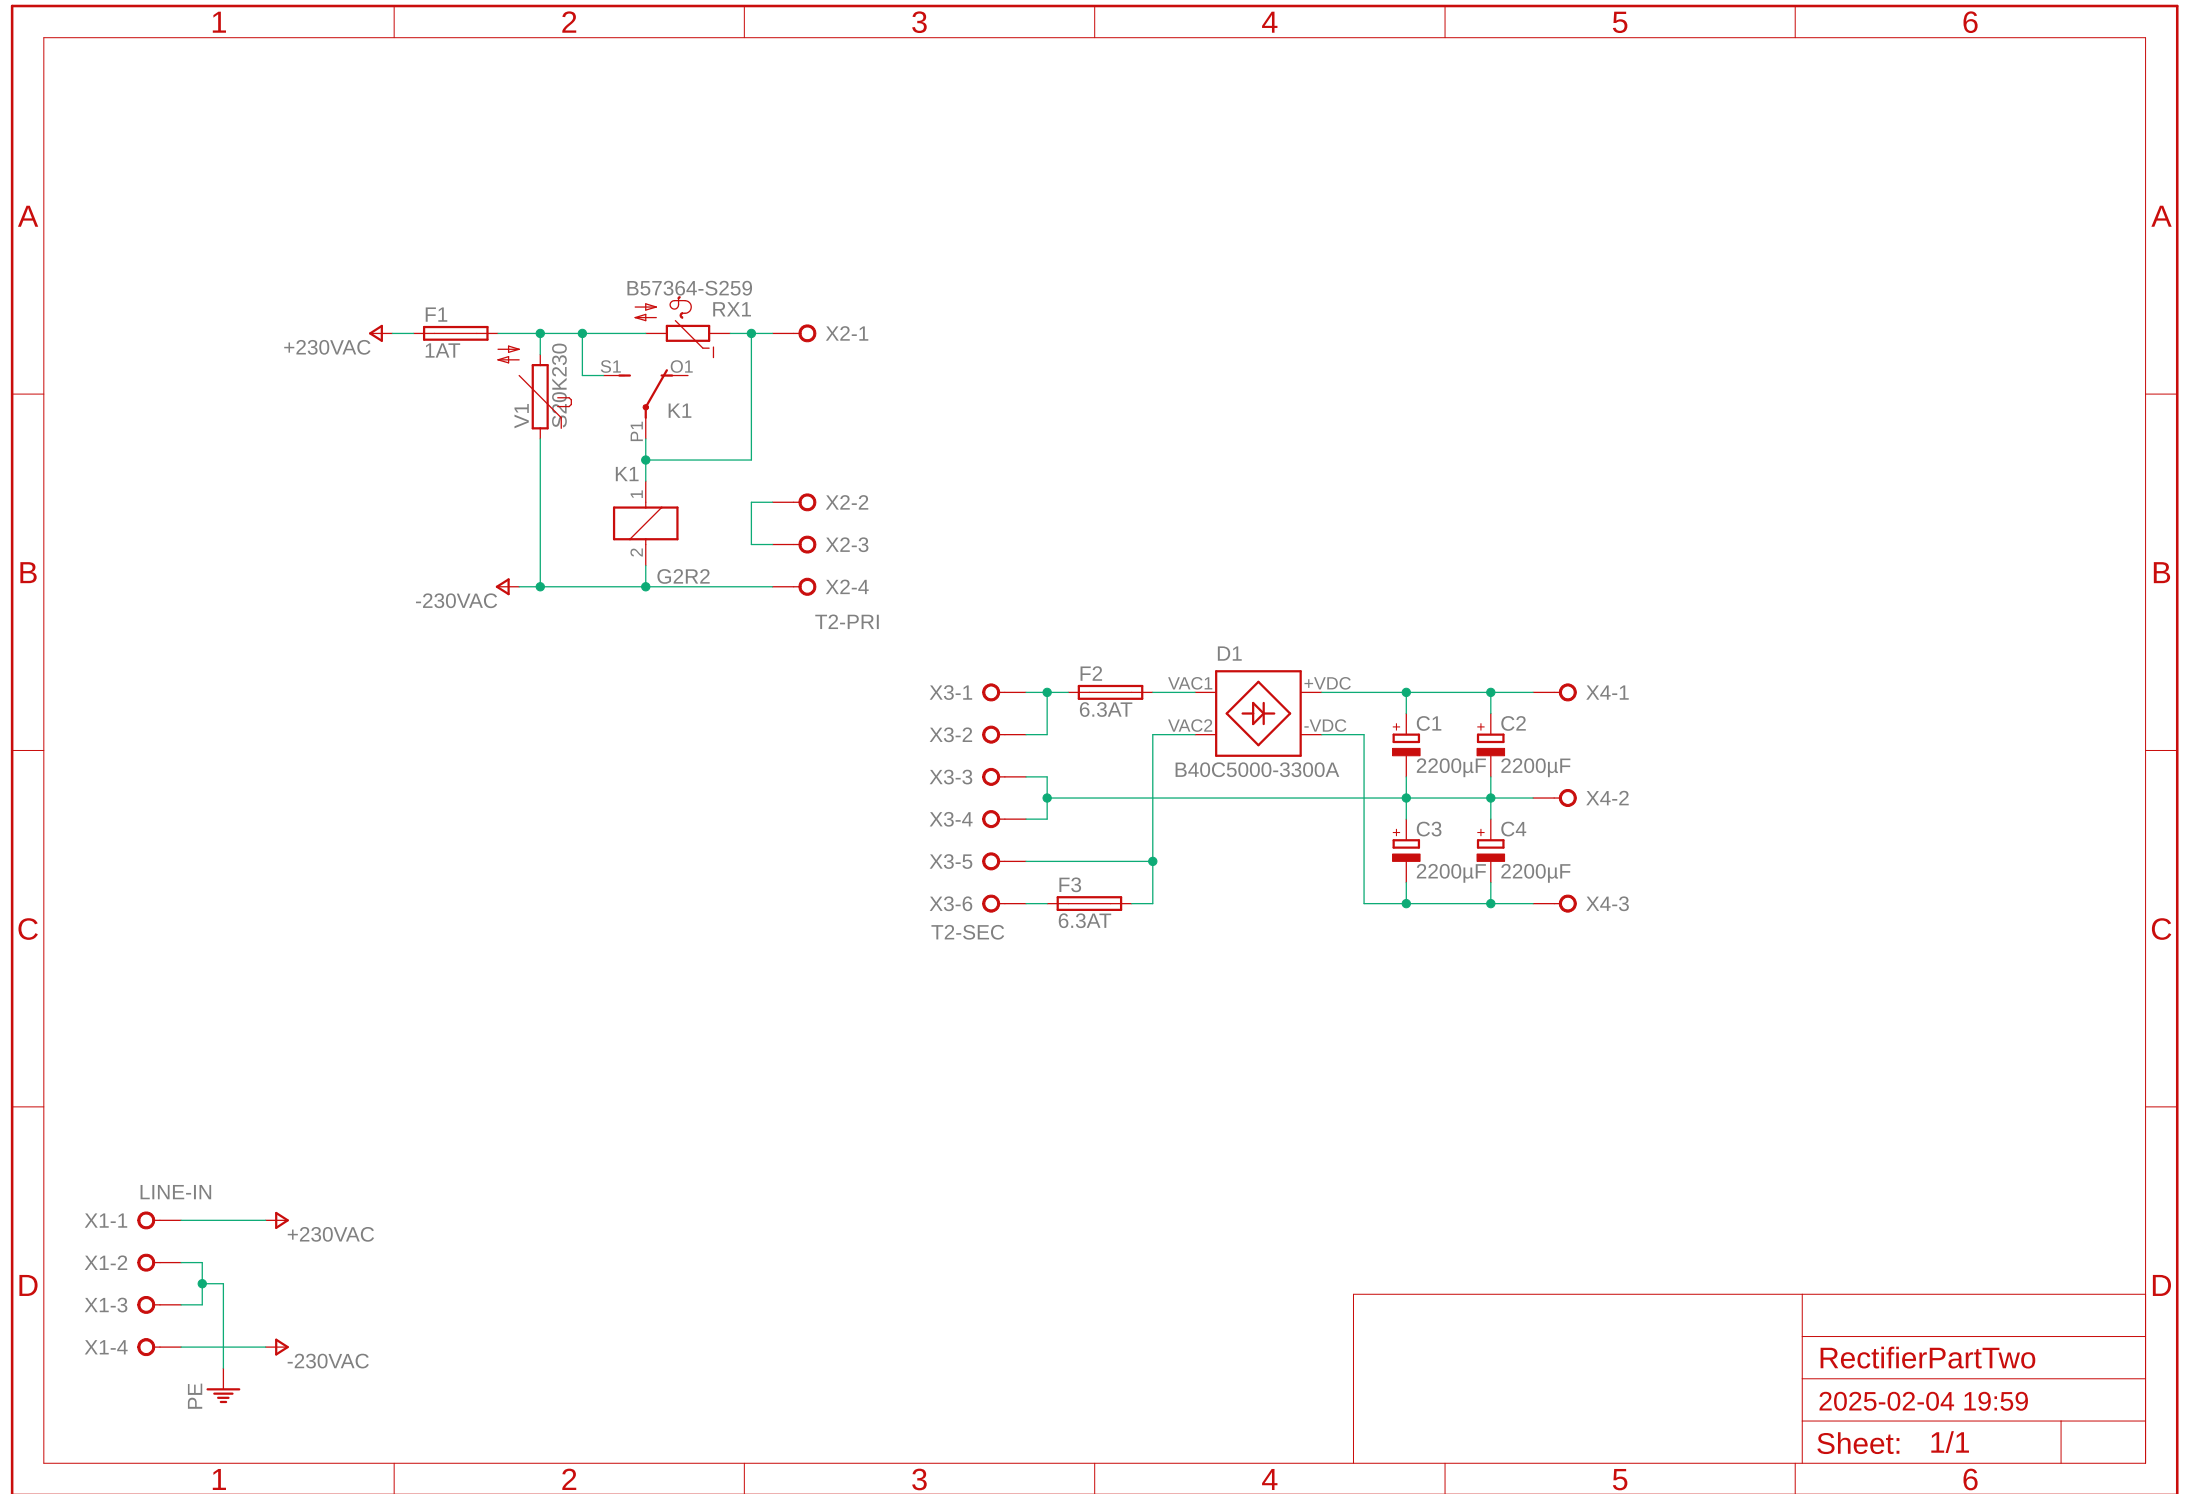 1 2 3 4 5 6
A A
B57364-S259
RX1
F1
+230VAC
1AT
X2-1
S20K230
V1
S1
O1
K1
P1
K1
1
X2-2
X2-3
2
B B
G2R2
X2-4
-230VAC
T2-PRI
D1
F2
X3-1
VAC1
+VDC
X4-1
6.3AT
X3-2
VAC2
-VDC
+ C1
+ C2
B40C5000-3300A
2200µF
2200µF
X3-3
X4-2
X3-4
+ C3
+ C4
X3-5
2200µF
2200µF
F3
X3-6
X4-3
6.3AT
T2-SEC
C C
LINE-IN
X1-1
+230VAC
X1-2
X1-3
X1-4
-230VAC
PE
D D
RectifierPartTwo
2025-02-04 19:59
Sheet: 1/1
1 2 3 4 5 6